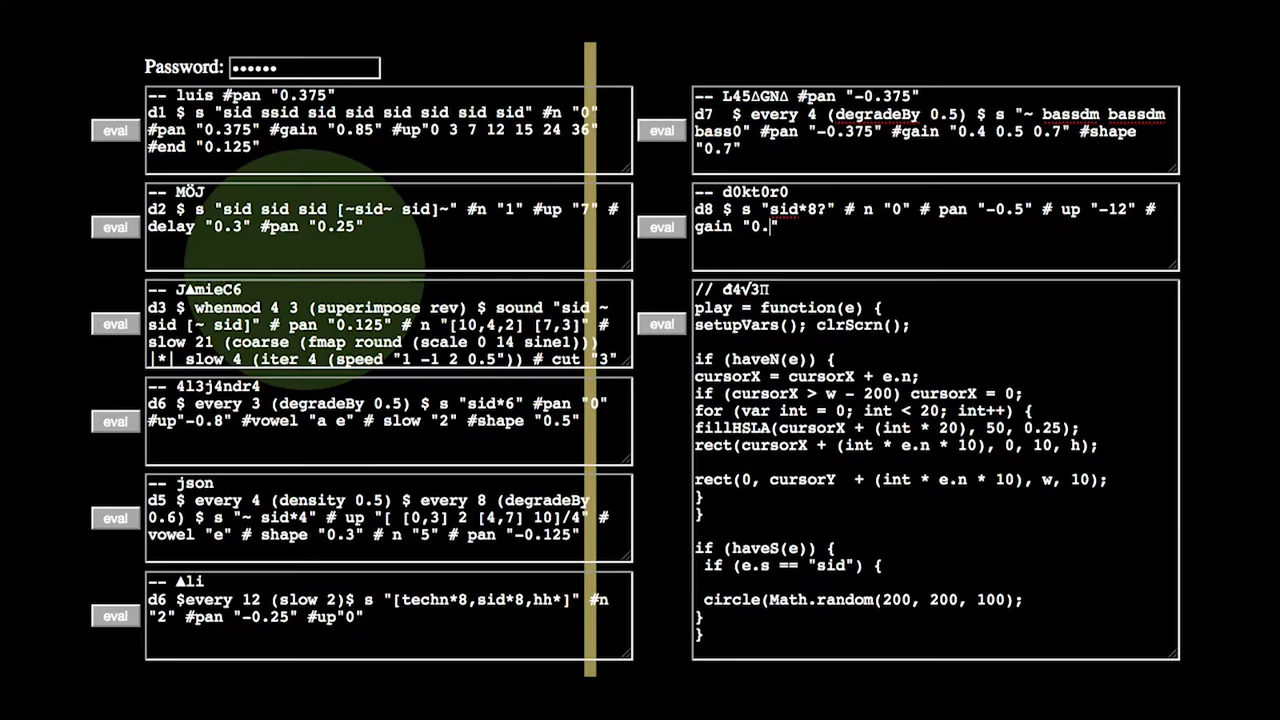 Password: ••••••
eval
-- luis #pan "0.375"
d1 $ s "sid ssid sid sid sid sid sid sid" #n "0"
#pan "0.375" #gain "0.85" #up"0 3 7 12 15 24 36"
#end "0.125"
eval
-- MÖJ
d2 $ s "sid sid sid [~sid~ sid]~" #n "1" #up "7" #
delay "0.3" #pan "0.25"
eval
-- J▲mieC6
d3 $ whenmod 4 3 (superimpose rev) $ sound "sid ~
sid [~ sid]" # pan "0.125" # n "[10,4,2] [7,3]" #
slow 21 (coarse (fmap round (scale 0 14 sine1)))
|*| slow 4 (iter 4 (speed "1 -1 2 0.5")) # cut "3"
eval
-- 4l3j4ndr4
d6 $ every 3 (degradeBy 0.5) $ s "sid*6" #pan "0"
#up"-0.8" #vowel "a e" # slow "2" #shape "0.5"
eval
-- json
d5 $ every 4 (density 0.5) $ every 8 (degradeBy
0.6) $ s "~ sid*4" # up "[ [0,3] 2 [4,7] 10]/4" #
vowel "e" # shape "0.3" # n "5" # pan "-0.125"
eval
-- ▲li
d6 $every 12 (slow 2)$ s "[techn*8,sid*8,hh*]" #n
"2" #pan "-0.25" #up"0"
eval
-- L45∆GN∆ #pan "-0.375"
d7  $ every 4 (degradeBy 0.5) $ s "~ bassdm bassdm
bass0" #pan "-0.375" #gain "0.4 0.5 0.7" #shape
"0.7"
eval
-- d0kt0r0
d8 $ s "sid*8?" # n "0" # pan "-0.5" # up "-12" #
gain "0."
eval
// đ4√3Π
play = function(e) {
setupVars(); clrScrn();
if (haveN(e)) {
cursorX = cursorX + e.n;
if (cursorX > w - 200) cursorX = 0;
for (var int = 0; int < 20; int++) {
fillHSLA(cursorX + (int * 20), 50, 0.25);
rect(cursorX + (int * e.n * 10), 0, 10, h);
rect(0, cursorY  + (int * e.n * 10), w, 10);
}
}
if (haveS(e)) {
if (e.s == "sid") {
circle(Math.random(200, 200, 100);
}
}